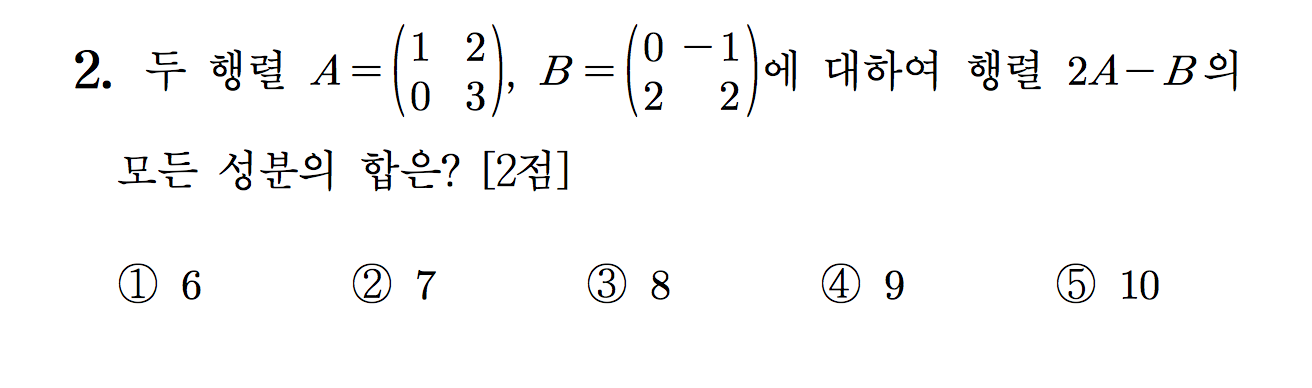 2. 두 행렬 A=(1 2 0 3), B=(0 -1 2 2)에 대하여 행렬 2A-B의
모든 성분의 합은? [2점]
① 6 ② 7 ③ 8 ④ 9 ⑤ 10